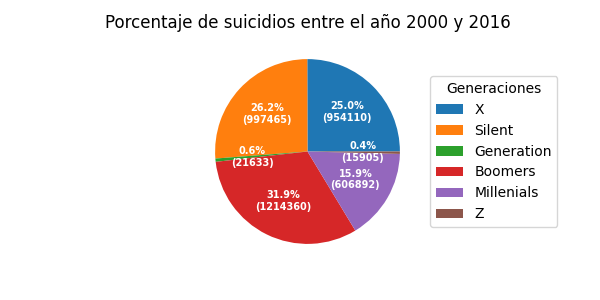 Porcentaje de suicidios entre el año 2000 y 2016
26.2%
(997465)
25.0%
(954110)
0.6%
(21633)
0.4%
(15905)
15.9%
(606892)
31.9%
(1214360)
Generaciones
X
Silent
Generation
Boomers
Millenials
Z